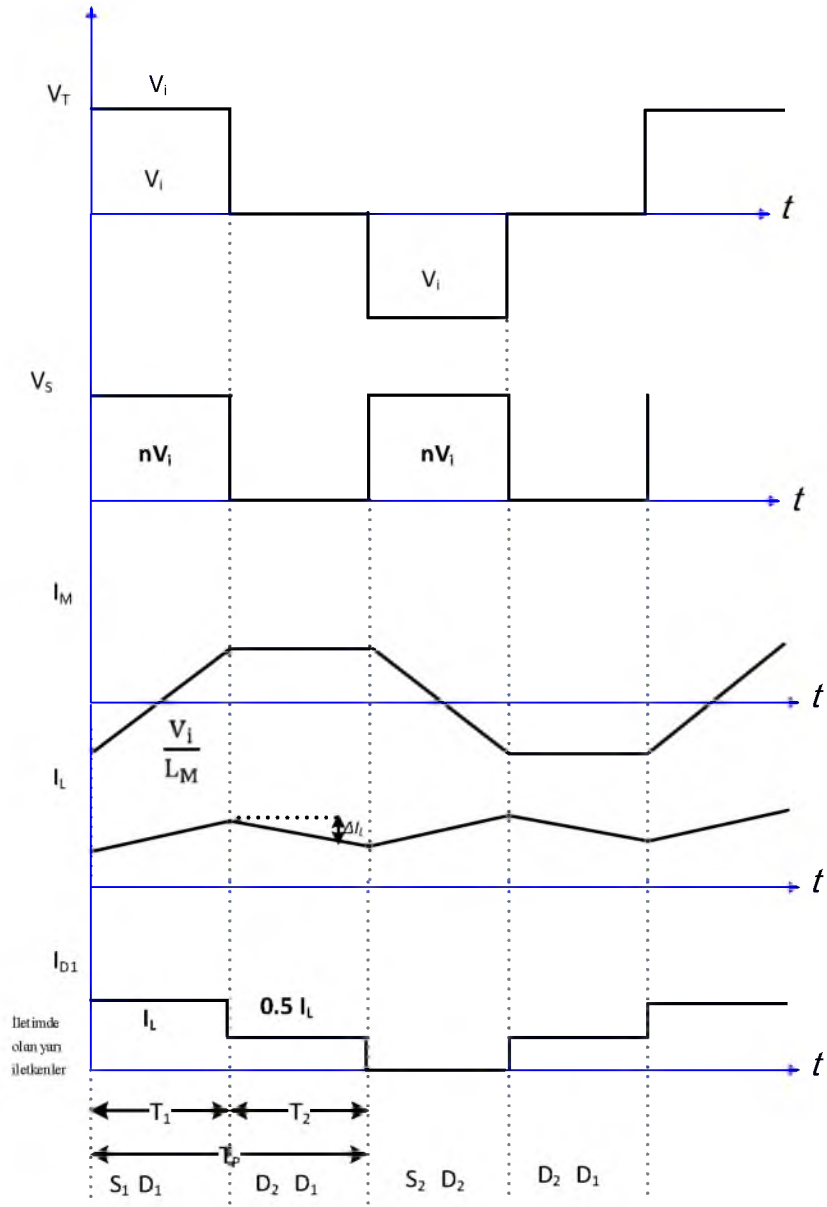 V_i
V_T
V_i
t
V_i
V_S
nV_i nV_i
t
I_M
t
V_i
L_M
I_L
ΔI_L
t
I_D1
I_L 0.5 I_L
İletimde
olan yarı
iletkenler
t
T_1 T_2
T_P
S_1 D_1 D_2 D_1 S_2 D_2 D_2 D_1